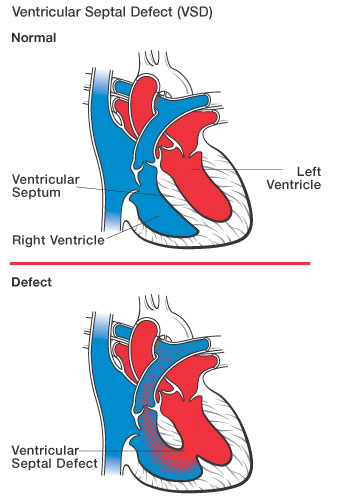 Ventricular Septal Defect (VSD)
Normal
Ventricular
Septum
Left
Ventricle
Right Ventricle
Defect
Ventricular
Septal Defect